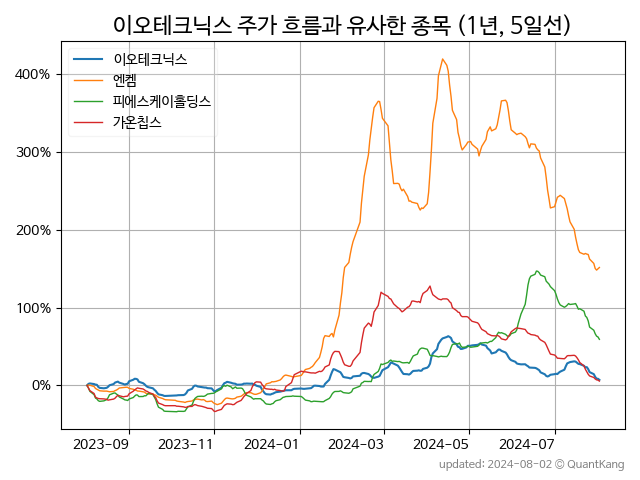 이오테크닉스 주가 흐름과 유사한 종목 (1년, 5일선)
이오테크닉스
엔켐
피에스케이홀딩스
가온칩스
400%
300%
200%
100%
0%
2023-09 2023-11 2024-01 2024-03 2024-05 2024-07
updated: 2024-08-02 © QuantKang